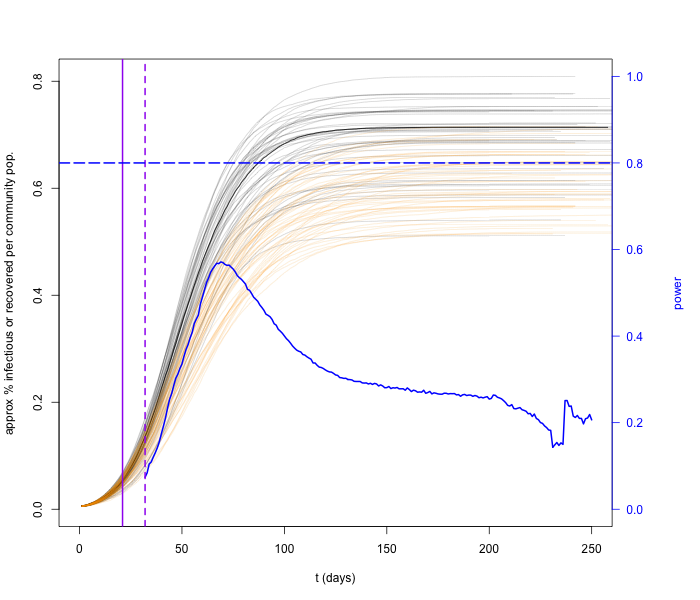 approx % infectious or recovered per community pop.
0.8
0.6
0.4
0.2
0.0
1.0
0.8
0.6
0.4
0.2
0.0
power
0 50 100 150 200 250
t (days)